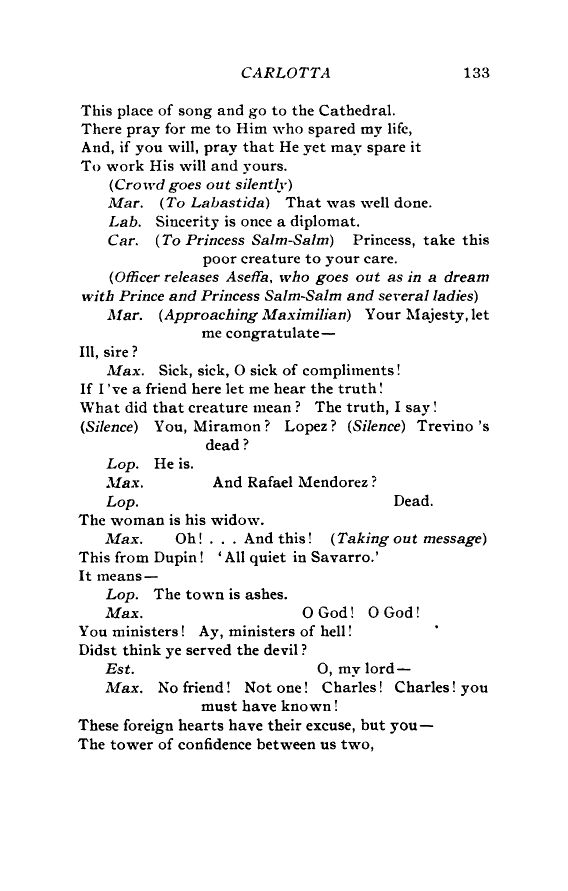 CARLOTTA 133
This place of song and go to the Cathedral.
There pray for me to Him who spared my life,
And, if you will, pray that He yet may spare it
To work His will and yours.
(Crowd goes out silently)
Mar. (To Labastida) That was well done.
Lab. Sincerity is once a diplomat.
Car. (To Princess Salm-Salm) Princess, take this
poor creature to your care.
(Officer releases Aseffa, who goes out as in a dream
with Prince and Princess Salm-Salm and several ladies)
Mar. (Approaching Maximilian) Your Majesty, let
me congratulate—
Ill, sire?
Max. Sick, sick, O sick of compliments!
If I've a friend here let me hear the truth!
What did that creature mean? The truth, I say!
(Silence) You, Miramon? Lopez? (Silence) Trevino's
dead?
Lop. He is.
Max. And Rafael Mendorez?
Lop. Dead.
The woman is his widow.
Max. Oh! . . . And this! (Taking out message)
This from Dupin! 'All quiet in Savarro.'
It means—
Lop. The town is ashes.
Max. O God! O God!
You ministers! Ay, ministers of hell!
Didst think ye served the devil?
Est. O, my lord—
Max. No friend! Not one! Charles! Charles! you
must have known!
These foreign hearts have their excuse, but you—
The tower of confidence between us two,